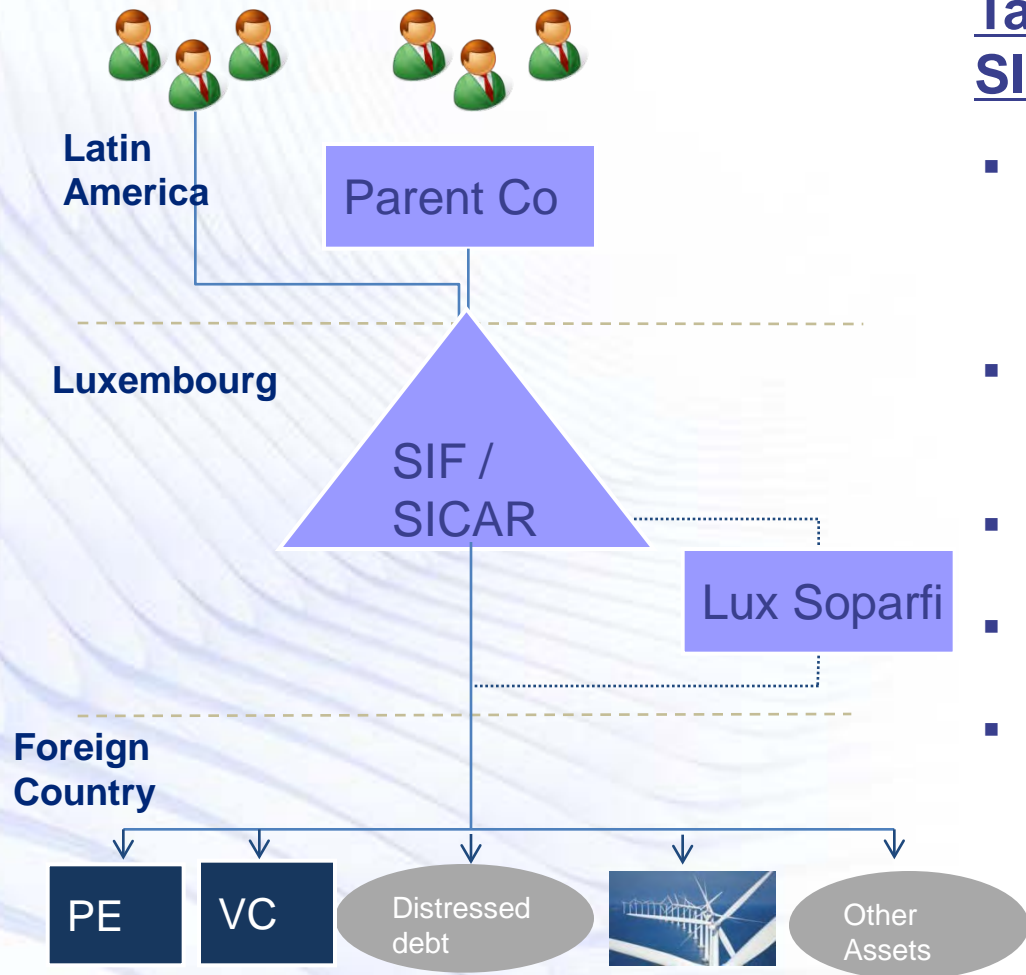 Latin
America
Parent Co
Luxembourg
SIF /
SICAR
Lux Soparfi
Foreign
Country
PE
VC
Distressed
debt
Other
Assets